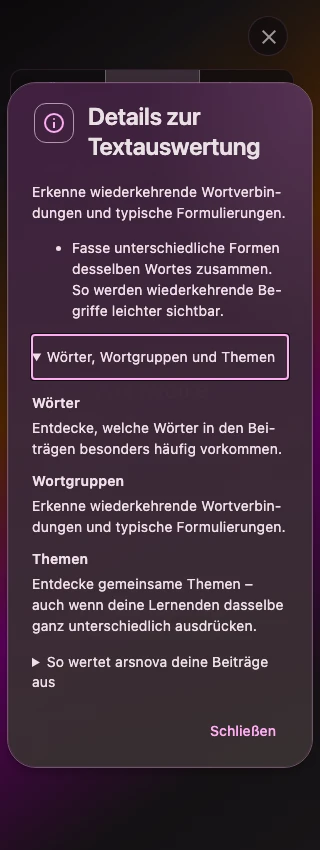 Details zur
Textauswertung
Erkenne wiederkehrende Wortverbin-
dungen und typische Formulierungen.
• Fasse unterschiedliche Formen
desselben Wortes zusammen.
So werden wiederkehrende Be-
griffe leichter sichtbar.
▼ Wörter, Wortgruppen und Themen
Wörter
Entdecke, welche Wörter in den Bei-
trägen besonders häufig vorkommen.
Wortgruppen
Erkenne wiederkehrende Wortverbin-
dungen und typische Formulierungen.
Themen
Entdecke gemeinsame Themen –
auch wenn deine Lernenden dasselbe
ganz unterschiedlich ausdrücken.
▶ So wertet arsnova deine Beiträge
aus
Schließen